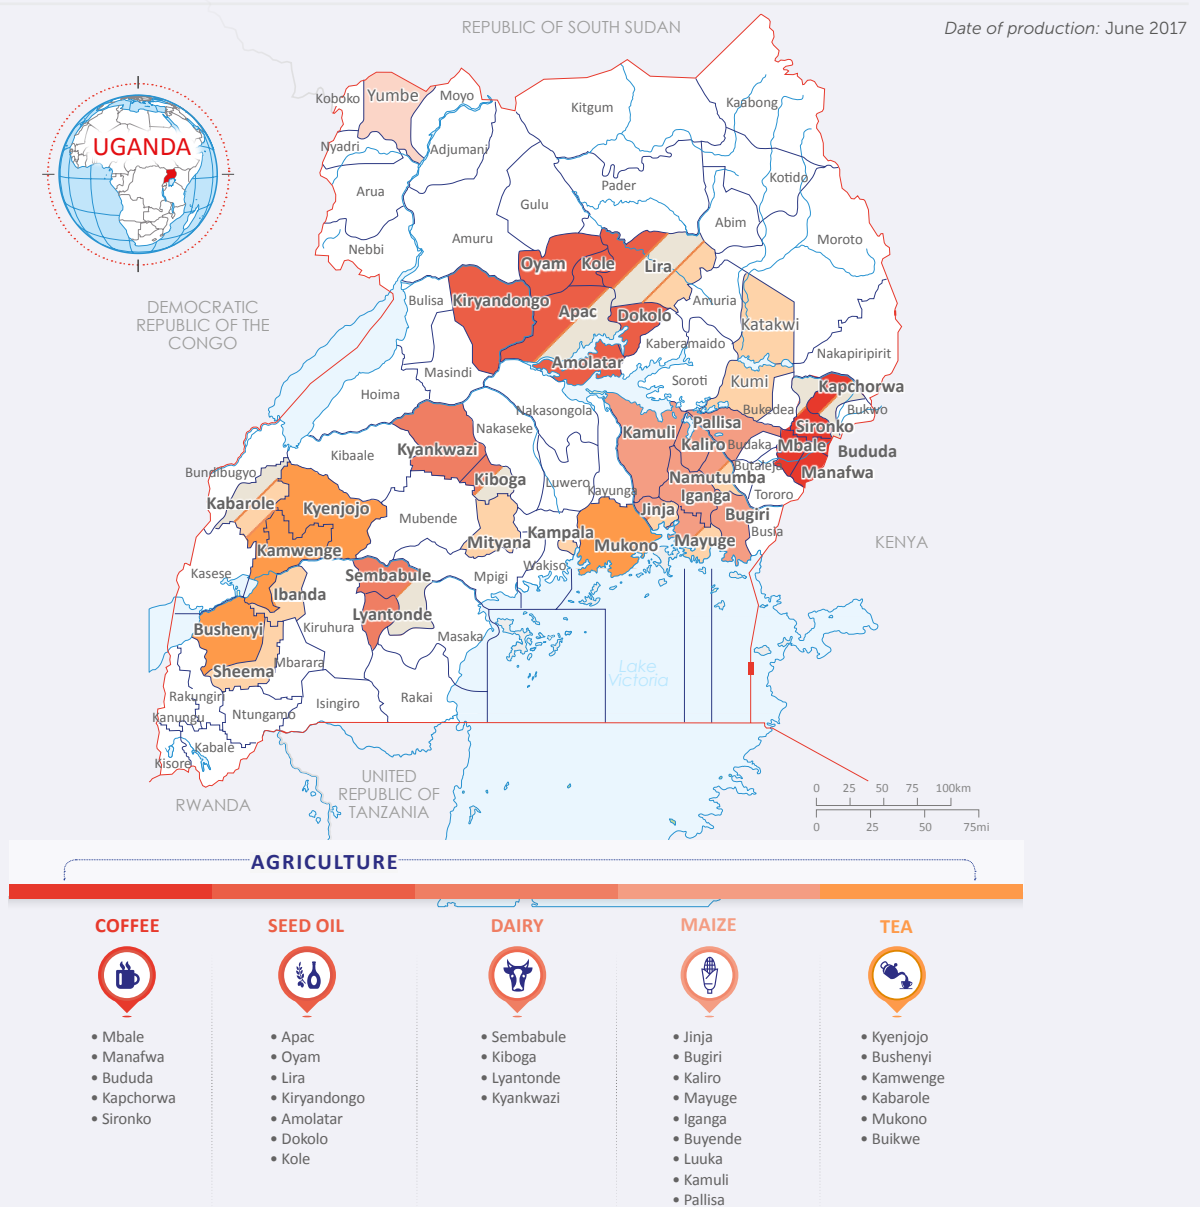 REPUBLIC OF SOUTH SUDAN
Date of production: June 2017
UGANDA
Koboko
Yumbe
Moyo
Kitgum
Kaabong
Nyadri
Adjumani
Arua
Pader
Kotido
Gulu
Abim
Nebbi
Amuru
Moroto
Oyam
Kole
Lira
Bulisa
Kiryandongo
Apac
Dokolo
Amuria
Katakwi
DEMOCRATIC
REPUBLIC OF THE
CONGO
Kaberamaido
Nakapiripirit
Masindi
Amolatar
Soroti
Kumi
Kapchorwa
Hoima
Nakasongola
Bukedea
Bukwo
Nakaseke
Kamuli
Pallisa
Sironko
Kyankwazi
Kaliro
Budaka
Mbale
Bududa
Kibaale
Butaleje
Manafwa
Bundibugyo
Kiboga
Luwero
Kayunga
Namutumba
Iganga
Tororo
Kabarole
Kyenjojo
Jinja
Bugiri
Mubende
Kampala
Busia
Mityana
Mukono
Mayuge
KENYA
Kamwenge
Wakiso
Kasese
Sembabule
Mpigi
Ibanda
Lyantonde
Bushenyi
Kiruhura
Masaka
Sheema
Mbarara
Lake
Victoria
Rakungiri
Isingiro
Rakai
Kanungu
Ntungamo
Kabale
Kisore
UNITED
REPUBLIC OF
TANZANIA
RWANDA
0 25 50 75 100km
0 25 50 75mi
AGRICULTURE
COFFEE
• Mbale
• Manafwa
• Bududa
• Kapchorwa
• Sironko
SEED OIL
• Apac
• Oyam
• Lira
• Kiryandongo
• Amolatar
• Dokolo
• Kole
DAIRY
• Sembabule
• Kiboga
• Lyantonde
• Kyankwazi
MAIZE
• Jinja
• Bugiri
• Kaliro
• Mayuge
• Iganga
• Buyende
• Luuka
• Kamuli
• Pallisa
TEA
• Kyenjojo
• Bushenyi
• Kamwenge
• Kabarole
• Mukono
• Buikwe